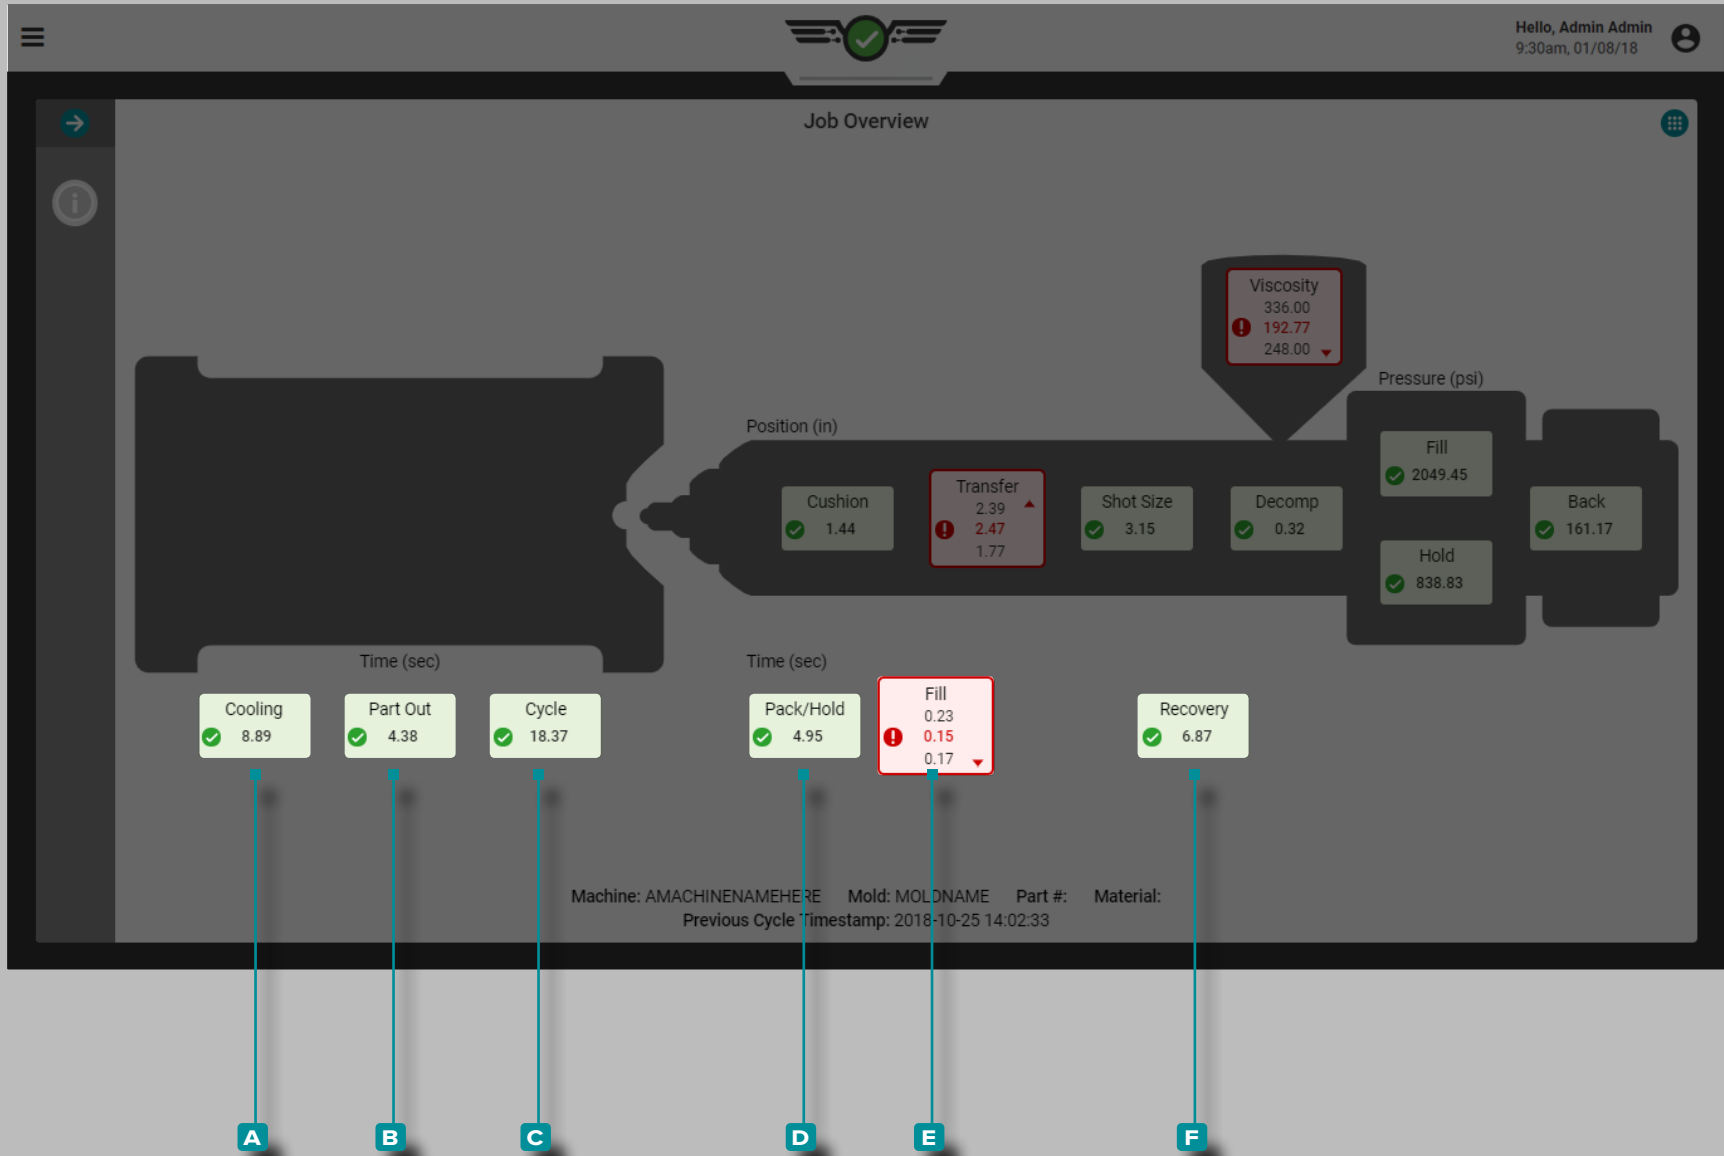 Hello, Admin Admin
9:30am, 01/08/18
Job Overview
Viscosity
336.00
192.77
248.00
Pressure (psi)
Position (in)
Fill
2049.45
Cushion
1.44
Transfer
2.39
2.47
1.77
Shot Size
3.15
Decomp
0.32
Back
161.17
Hold
838.83
Time (sec)
Time (sec)
Cooling
8.89
Part Out
4.38
Cycle
18.37
Pack/Hold
4.95
Fill
0.23
0.15
0.17
Recovery
6.87
Machine: AMACHINENAMEHERE Mold: MOLDNAME Part #: Material:
Previous Cycle Timestamp: 2018-10-25 14:02:33
A B C D E F